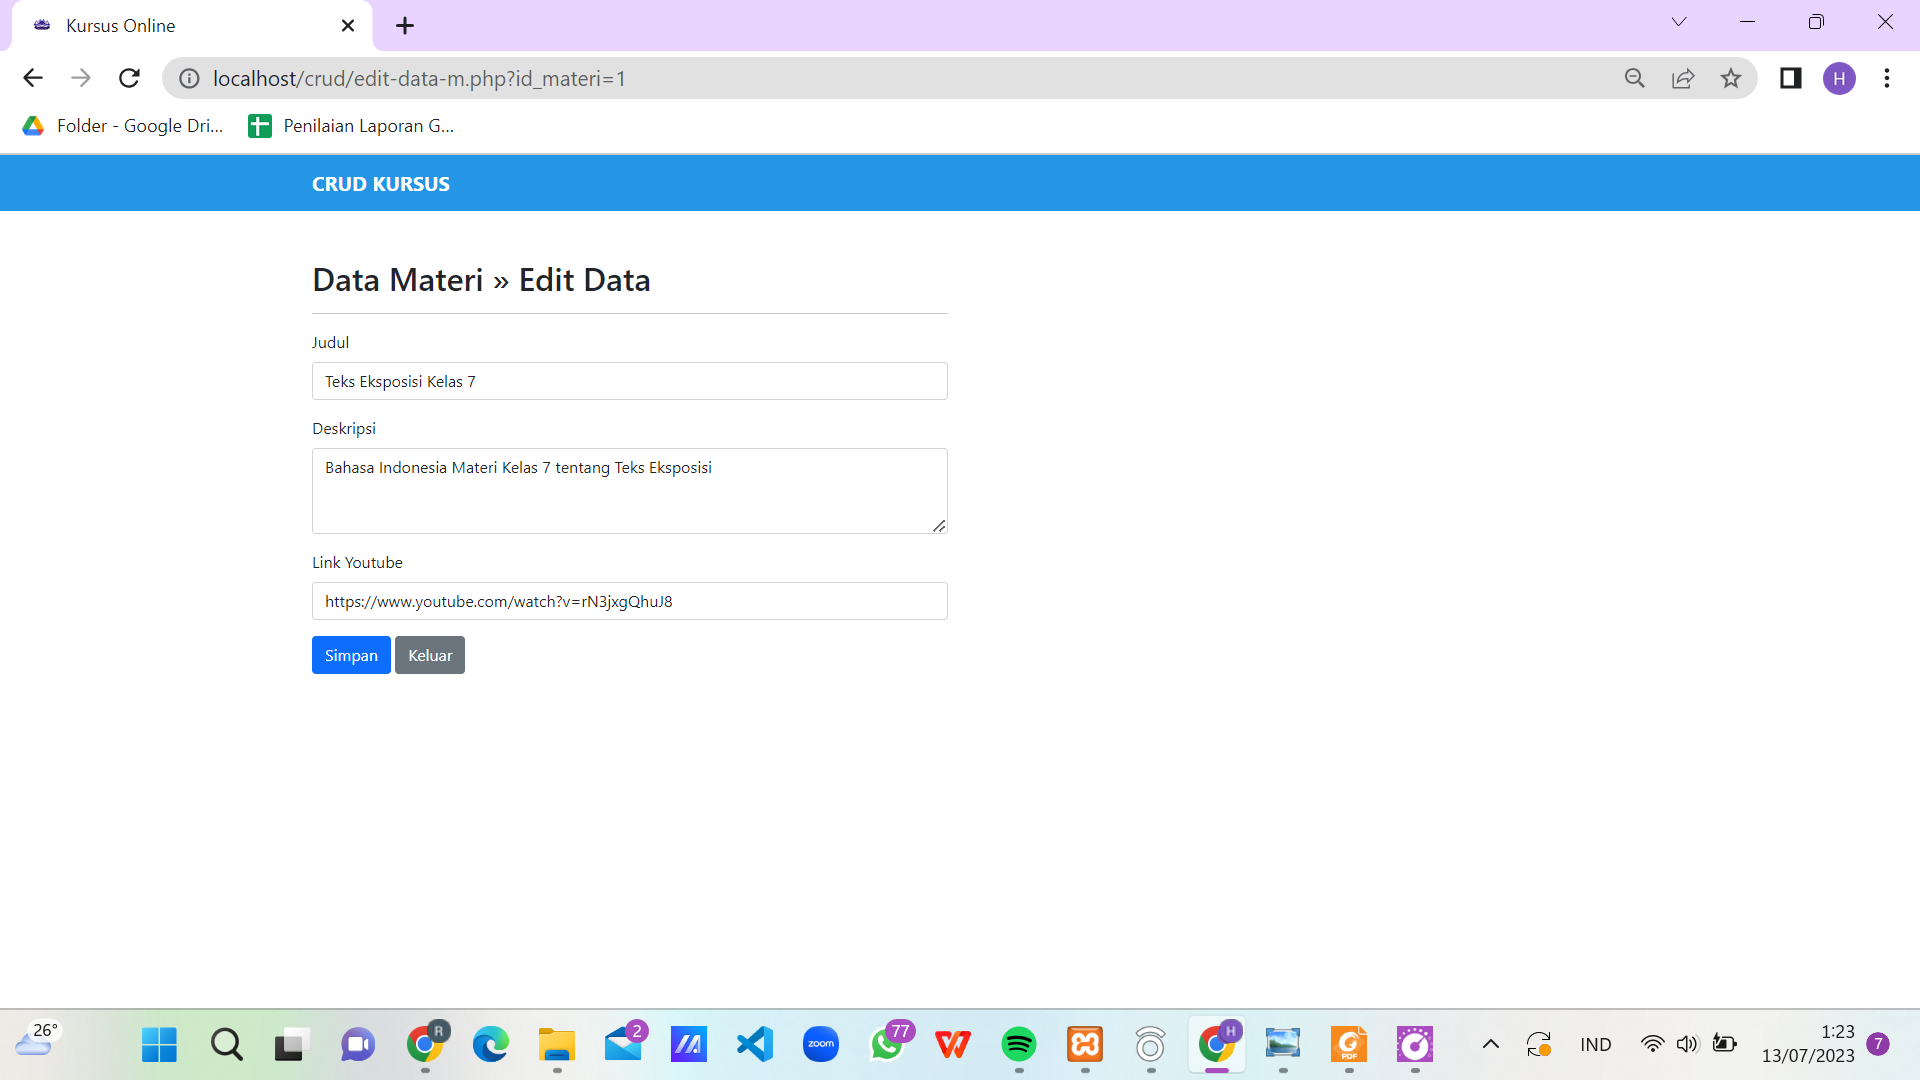 Kursus Online
localhost/crud/edit-data-m.php?id_materi=1
H
Folder - Google Dri...
Penilaian Laporan G...
CRUD KURSUS
Data Materi » Edit Data
Judul
Teks Eksposisi Kelas 7
Deskripsi
Bahasa Indonesia Materi Kelas 7 tentang Teks Eksposisi
Link Youtube
https://www.youtube.com/watch?v=rN3jxgQhuJ8
Simpan Keluar
26°
R
2
zoom
77
H
PDF
IND
1:23
13/07/2023
7